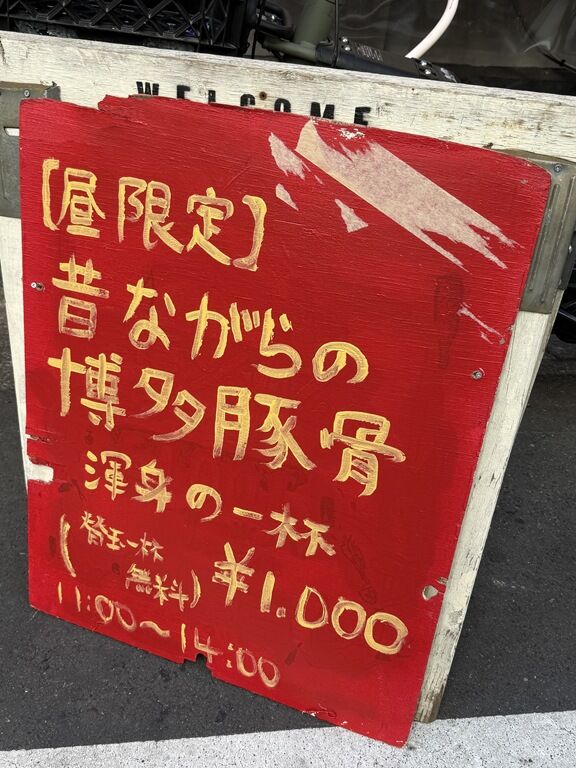 WELCOME
[昼限定]
昔ながらの
博多豚骨
渾身の一杯
(替玉一杯
無料) ¥1.000
11:00~14:00